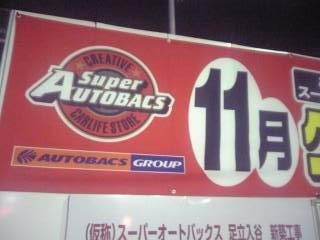 CREATIVE
Super
AUTOBACS
CARLIFE STORE
AUTOBACS GROUP
11月
(仮称)スーパーオートバックス 足立入谷 新築工事